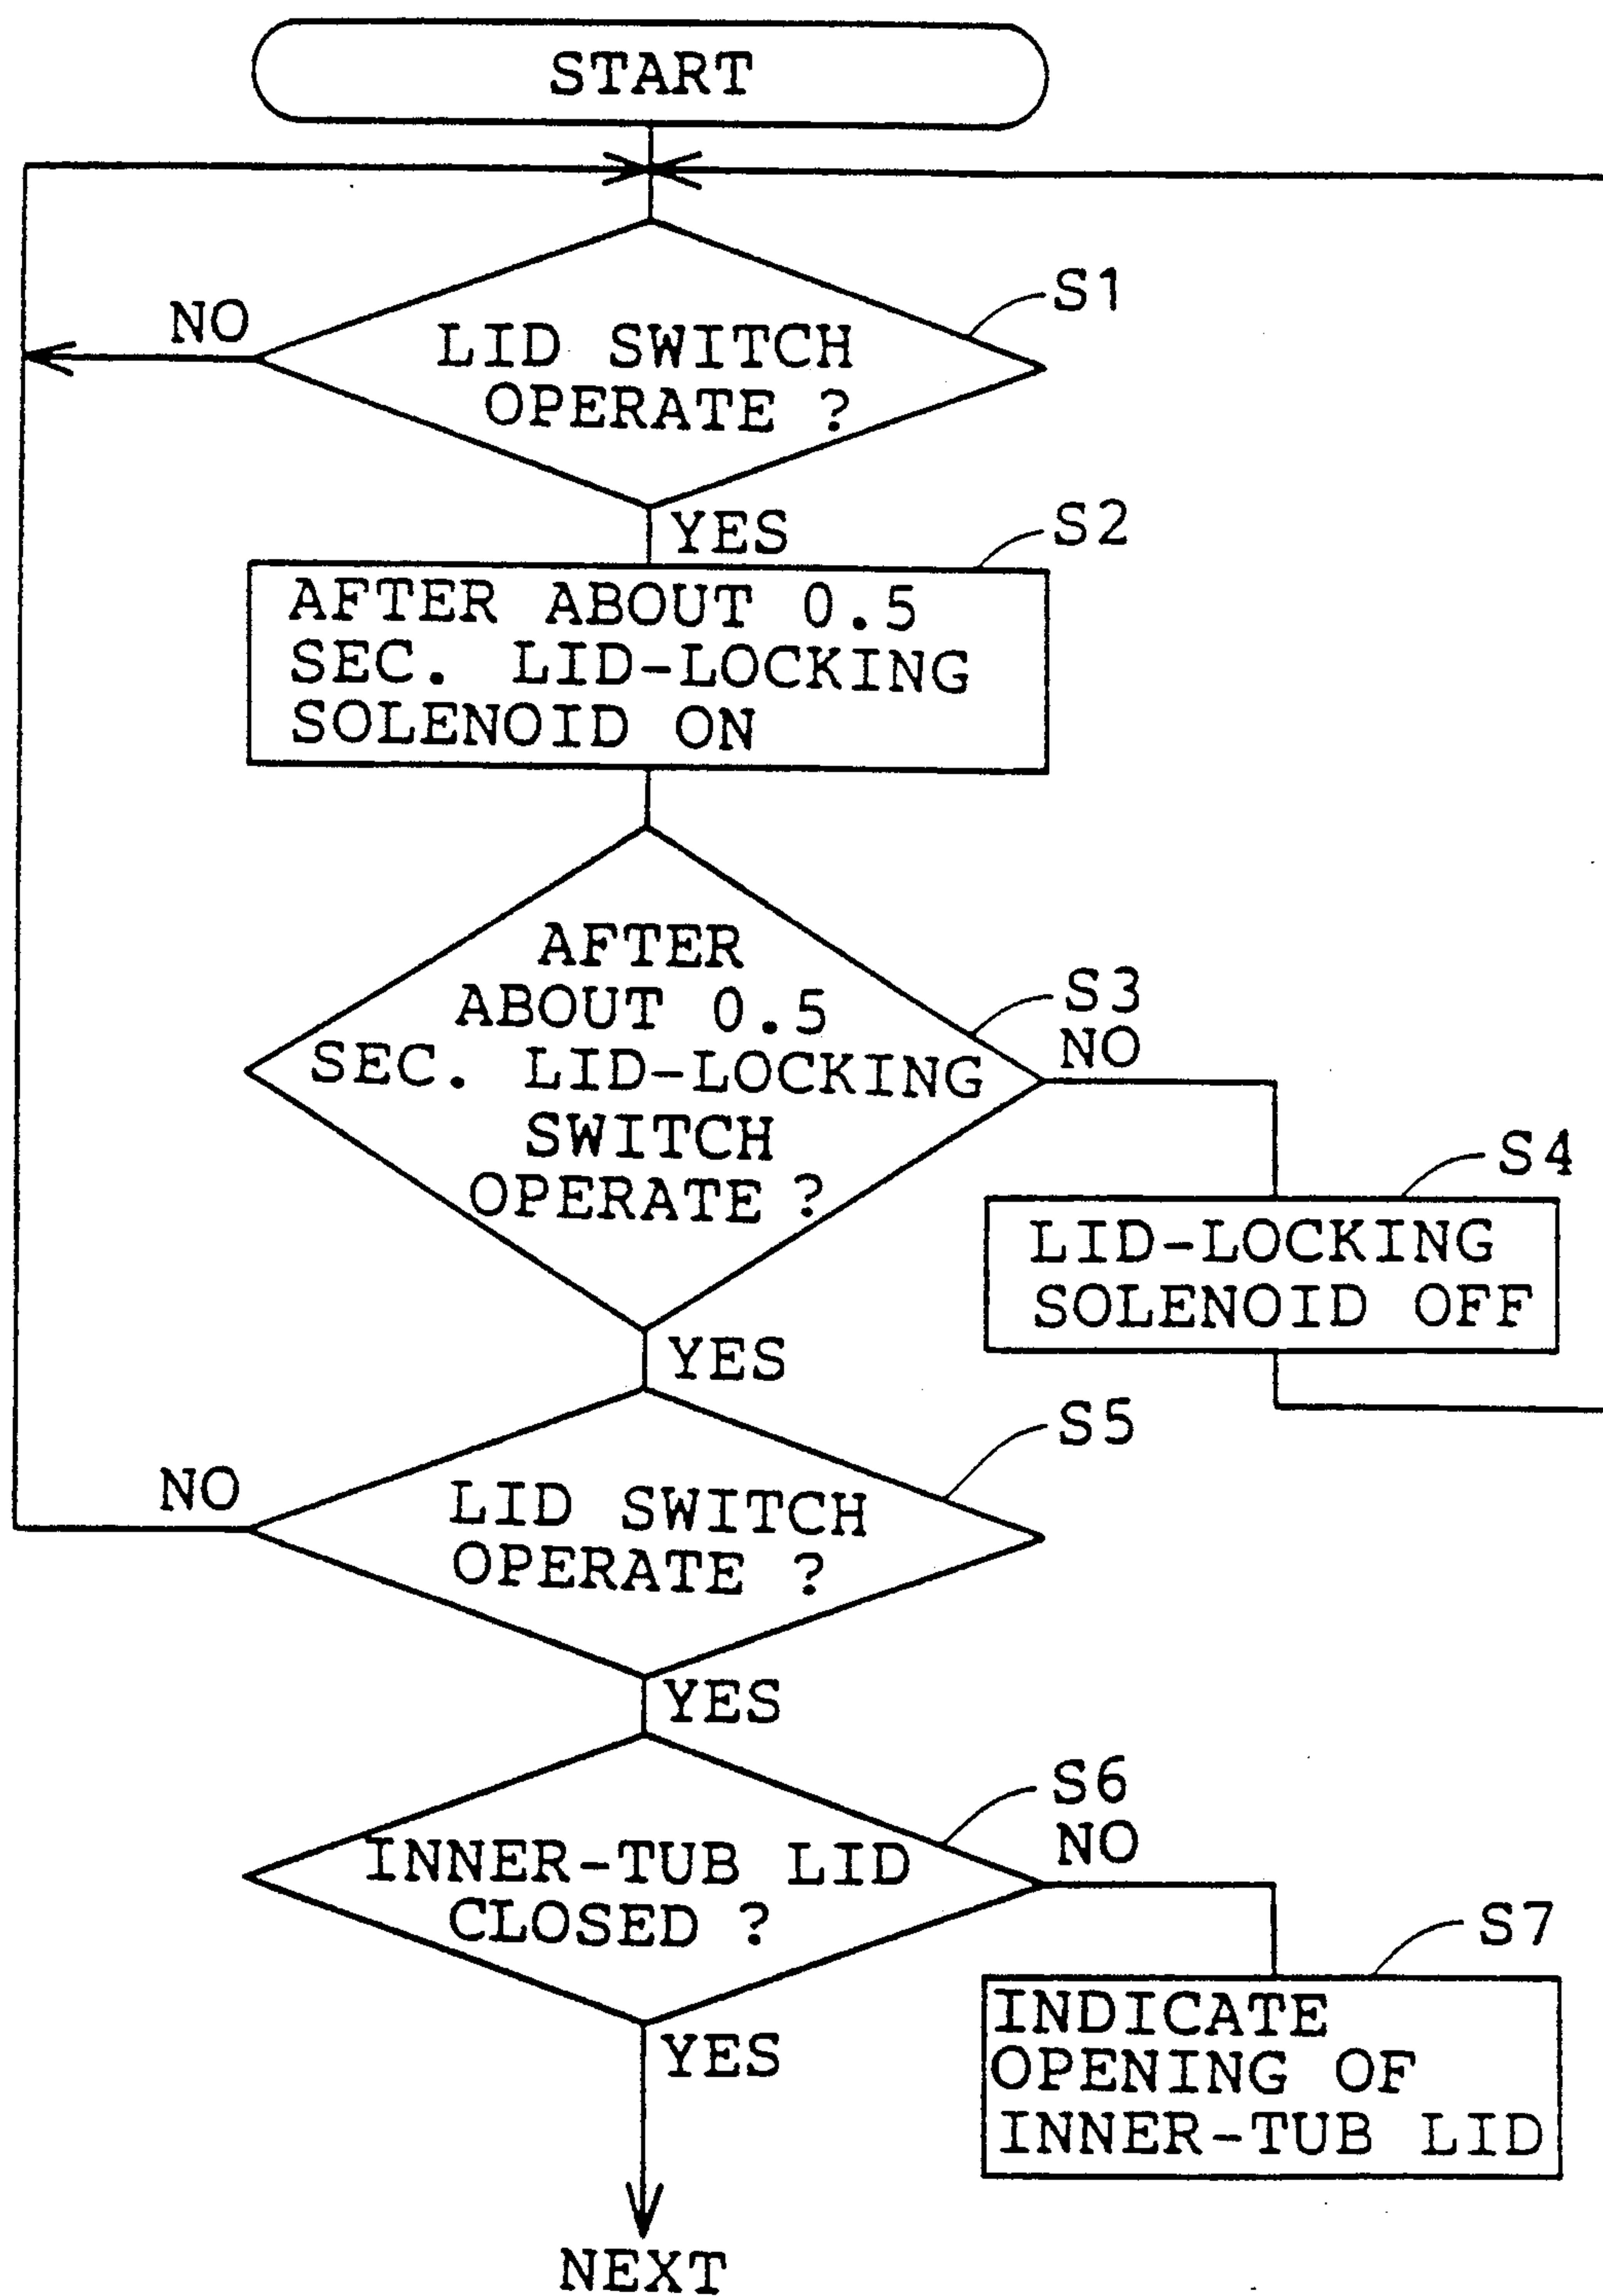 START
S1
NO
LID SWITCH
OPERATE ?
YES
S2
AFTER ABOUT 0.5
SEC. LID-LOCKING
SOLENOID ON
AFTER
ABOUT 0.5
SEC. LID-LOCKING
SWITCH
OPERATE ?
S3
NO
S4
LID-LOCKING
SOLENOID OFF
YES
S5
NO
LID SWITCH
OPERATE ?
YES
S6
NO
INNER-TUB LID
CLOSED ?
S7
INDICATE
OPENING OF
INNER-TUB LID
YES
NEXT